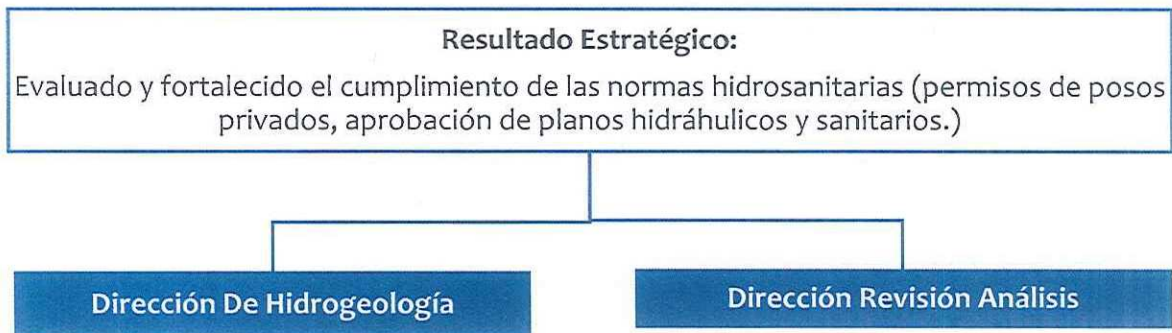 Resultado Estratégico:
Evaluado y fortalecido el cumplimiento de las normas hidrosanitarias (permisos de posos
privados, aprobación de planos hidráhulicos y sanitarios.)
Dirección De Hidrogeología
Dirección Revisión Análisis